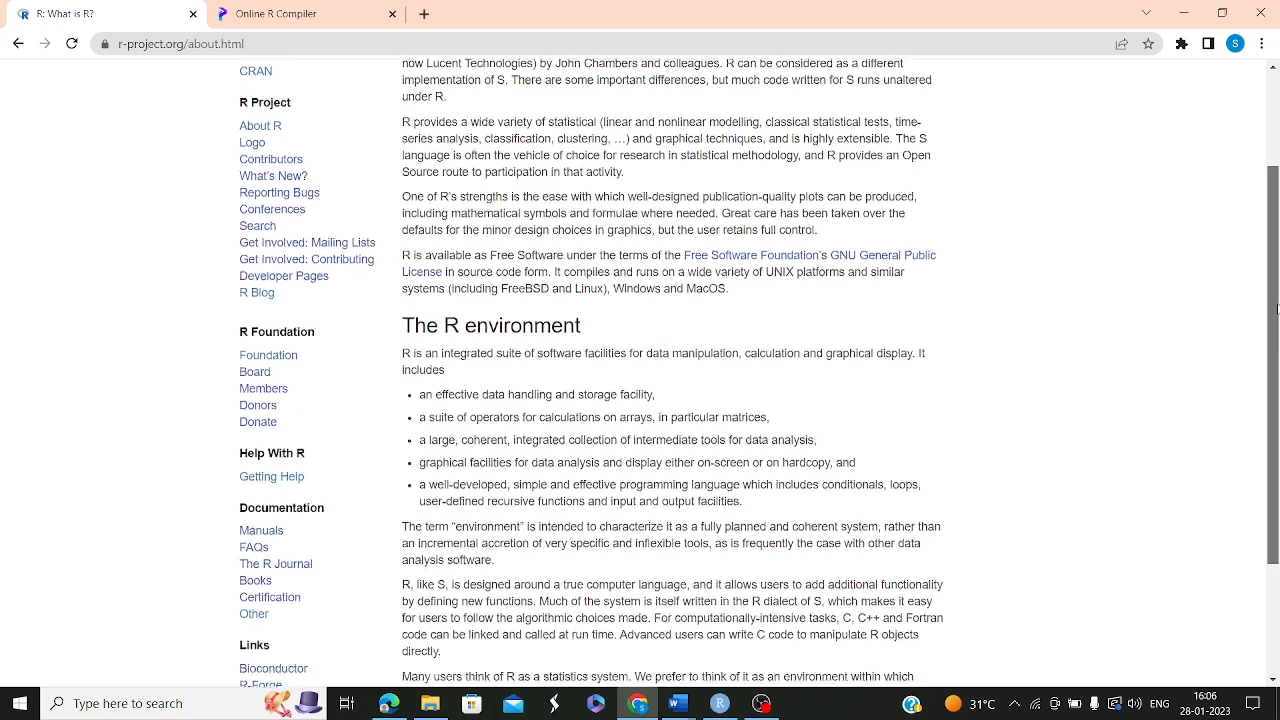 R: What is R?
Online R Compiler
r-project.org/about.html
S
CRAN
R Project
About R
Logo
Contributors
What's New?
Reporting Bugs
Conferences
Search
Get Involved: Mailing Lists
Get Involved: Contributing
Developer Pages
R Blog
R Foundation
Foundation
Board
Members
Donors
Donate
Help With R
Getting Help
Documentation
Manuals
FAQs
The R Journal
Books
Certification
Other
Links
Bioconductor
R-Forge
now Lucent Technologies) by John Chambers and colleagues. R can be considered as a different
implementation of S. There are some important differences, but much code written for S runs unaltered
under R.
R provides a wide variety of statistical (linear and nonlinear modelling, classical statistical tests, time-
series analysis, classification, clustering, …) and graphical techniques, and is highly extensible. The S
language is often the vehicle of choice for research in statistical methodology, and R provides an Open
Source route to participation in that activity.
One of R's strengths is the ease with which well-designed publication-quality plots can be produced,
including mathematical symbols and formulae where needed. Great care has been taken over the
defaults for the minor design choices in graphics, but the user retains full control.
R is available as Free Software under the terms of the Free Software Foundation's GNU General Public
License in source code form. It compiles and runs on a wide variety of UNIX platforms and similar
systems (including FreeBSD and Linux), Windows and MacOS.
The R environment
R is an integrated suite of software facilities for data manipulation, calculation and graphical display. It
includes
• an effective data handling and storage facility,
• a suite of operators for calculations on arrays, in particular matrices,
• a large, coherent, integrated collection of intermediate tools for data analysis,
• graphical facilities for data analysis and display either on-screen or on hardcopy, and
• a well-developed, simple and effective programming language which includes conditionals, loops,
user-defined recursive functions and input and output facilities.
The term “environment” is intended to characterize it as a fully planned and coherent system, rather than
an incremental accretion of very specific and inflexible tools, as is frequently the case with other data
analysis software.
R, like S, is designed around a true computer language, and it allows users to add additional functionality
by defining new functions. Much of the system is itself written in the R dialect of S, which makes it easy
for users to follow the algorithmic choices made. For computationally-intensive tasks, C, C++ and Fortran
code can be linked and called at run time. Advanced users can write C code to manipulate R objects
directly.
Many users think of R as a statistics system. We prefer to think of it as an environment within which
Type here to search
31°C
ENG
16:06
28-01-2023